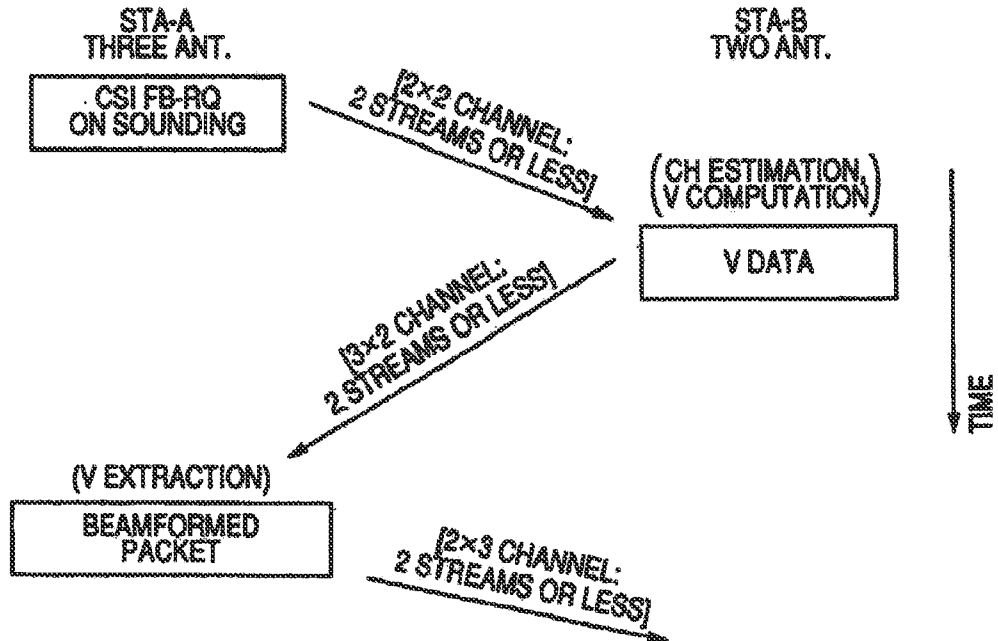 STA-A
THREE ANT.
STA-B
TWO ANT.
CSI FB-RQ
ON SOUNDING
[2×2 CHANNEL:
2 STREAMS OR LESS]
(CH ESTIMATION,
V COMPUTATION)
V DATA
[3×2 CHANNEL:
2 STREAMS OR LESS]
TIME
(V EXTRACTION)
BEAMFORMED
PACKET
[2×3 CHANNEL:
2 STREAMS OR LESS]